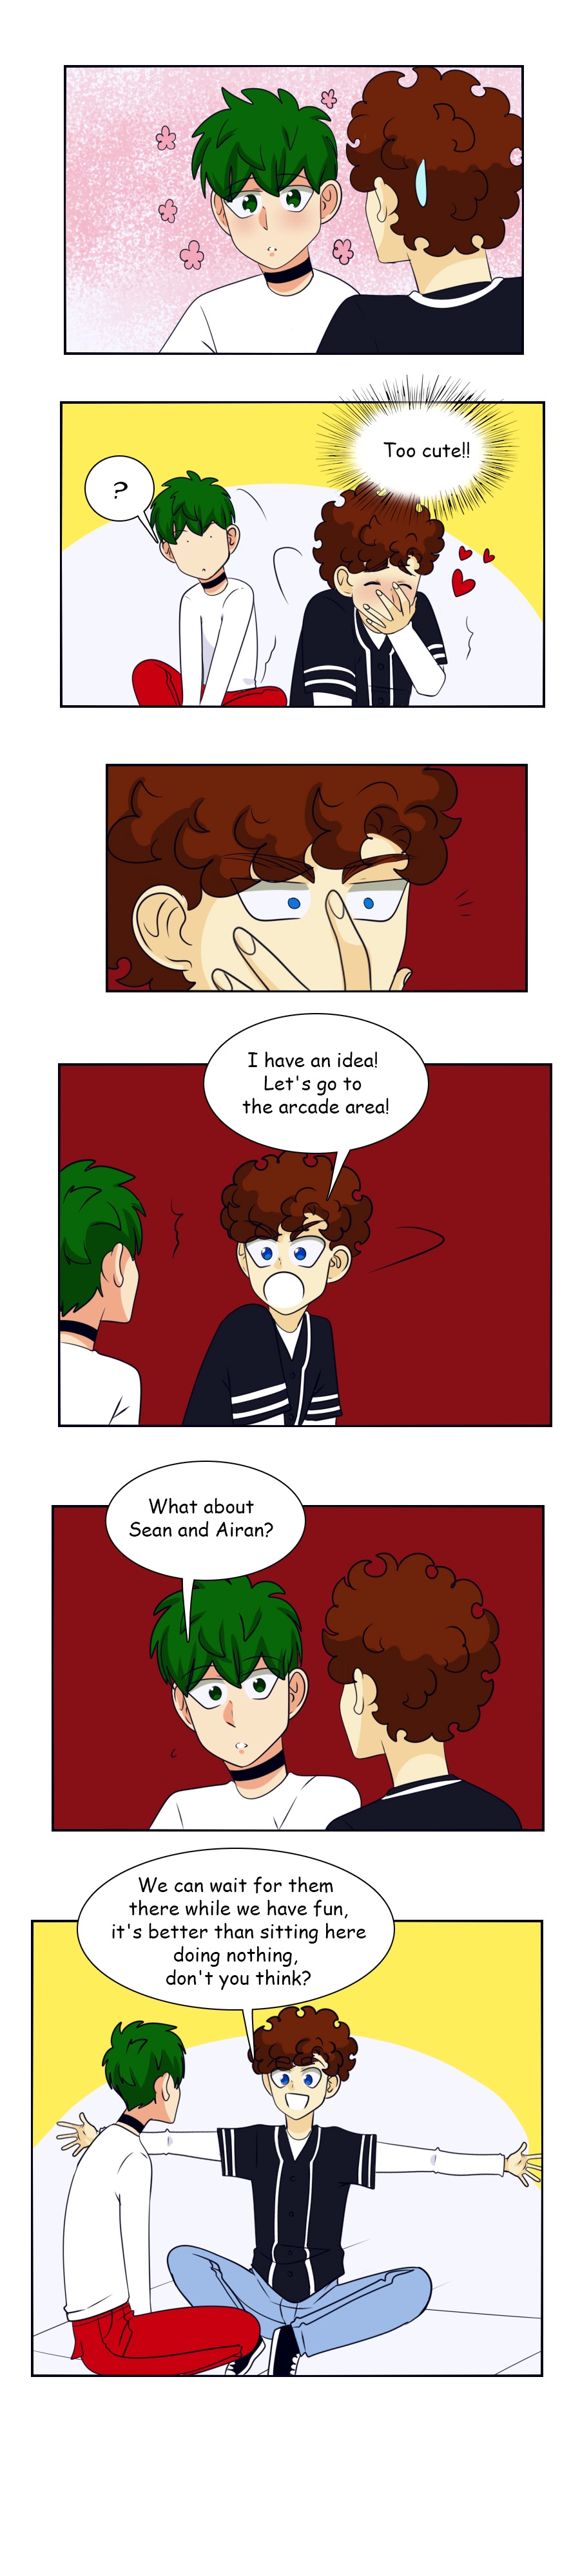 ?
Too cute!!
I have an idea!
Let's go to
the arcade area!
What about
Sean and Airan?
We can wait for them
there while we have fun,
it's better than sitting here
doing nothing,
don't you think?